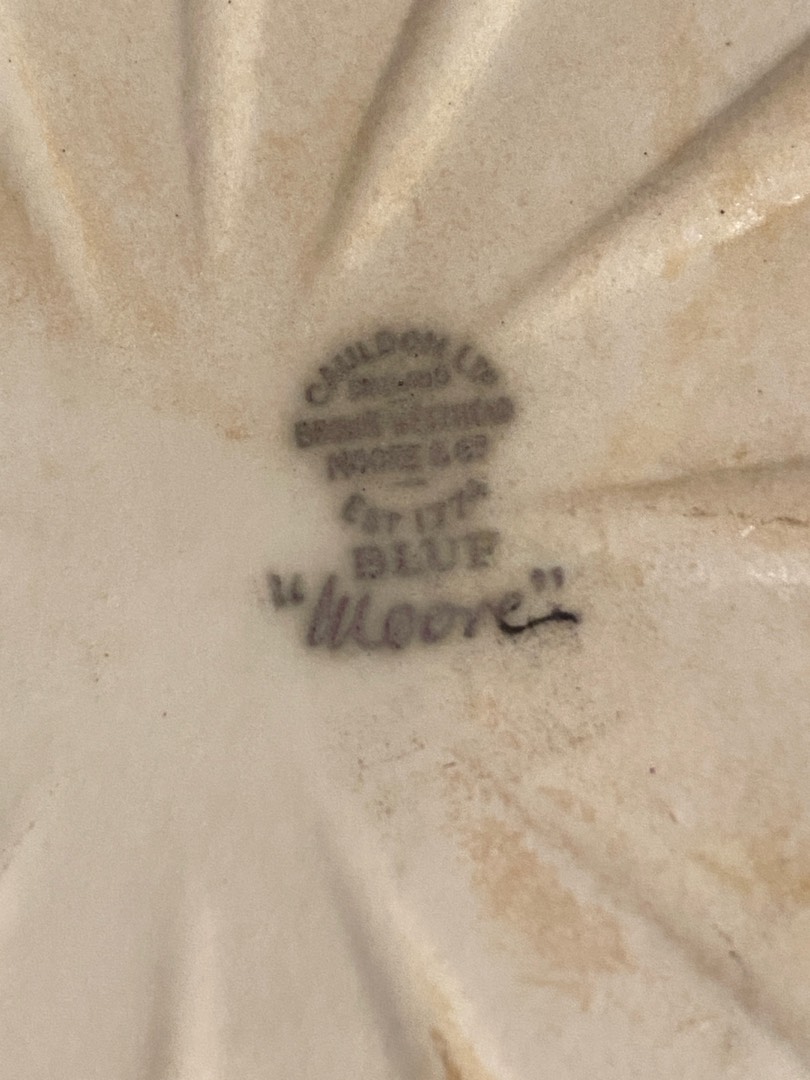 CAULDON LTD
ENGLAND
BROWN WESTHEAD
MOORE & CO
EST 1774
BLUE
"Moore"